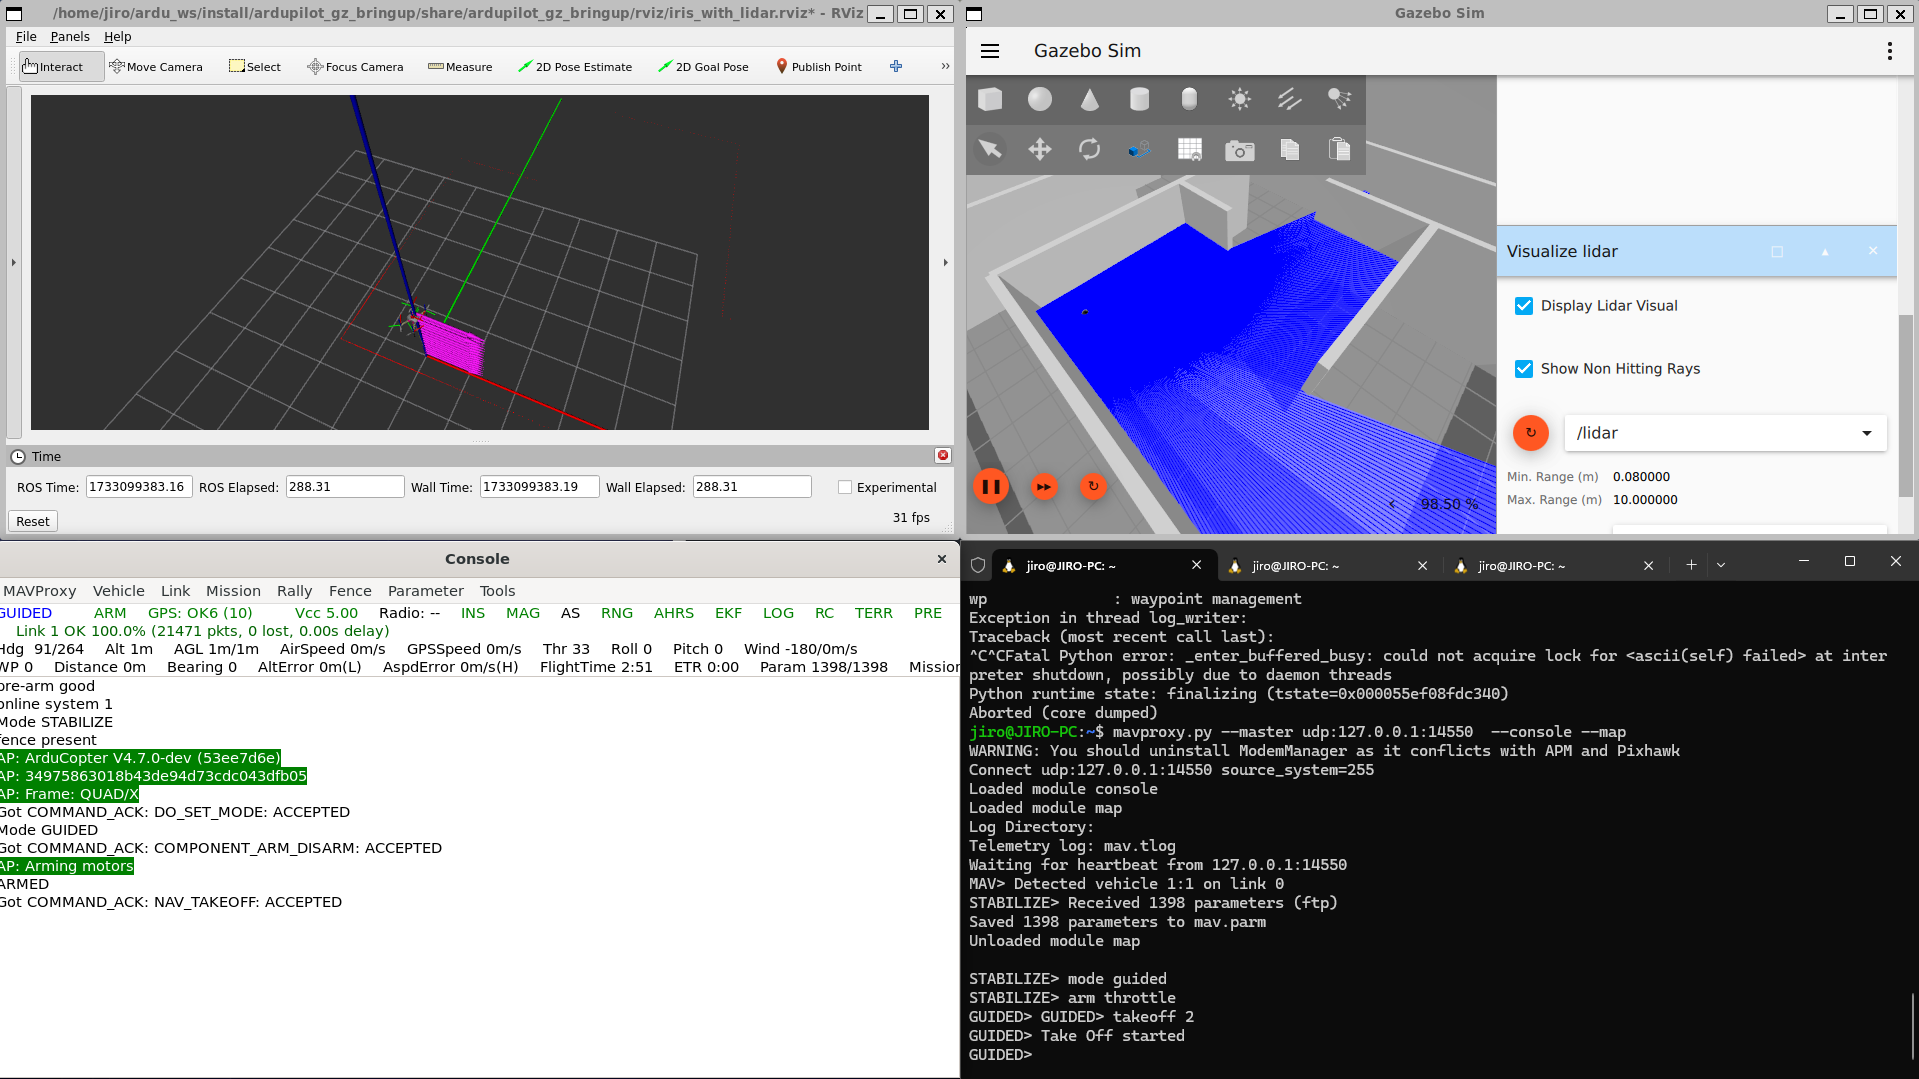 /home/jiro/ardu_ws/install/ardupilot_gz_bringup/share/ardupilot_gz_bringup/rviz/iris_with_lidar.rviz* - RViz
File Panels Help
Interact Move Camera Select Focus Camera Measure 2D Pose Estimate 2D Goal Pose Publish Point
Time
ROS Time: 1733099383.16 ROS Elapsed: 288.31 Wall Time: 1733099383.19 Wall Elapsed: 288.31 Experimental
Reset 31 fps
Gazebo Sim
Gazebo Sim
Visualize lidar
Display Lidar Visual
Show Non Hitting Rays
/lidar
Min. Range (m) 0.080000
Max. Range (m) 10.000000
98.50 %
Console
MAVProxy Vehicle Link Mission Rally Fence Parameter Tools
GUIDED ARM GPS: OK6 (10) Vcc 5.00 Radio: -- INS MAG AS RNG AHRS EKF LOG RC TERR PRE
Link 1 OK 100.0% (21471 pkts, 0 lost, 0.00s delay)
Hdg 91/264 Alt 1m AGL 1m/1m AirSpeed 0m/s GPSSpeed 0m/s Thr 33 Roll 0 Pitch 0 Wind -180/0m/s
WP 0 Distance 0m Bearing 0 AltError 0m(L) AspdError 0m/s(H) FlightTime 2:51 ETR 0:00 Param 1398/1398 Mission
pre-arm good
online system 1
Mode STABILIZE
fence present
AP: ArduCopter V4.7.0-dev (53ee7d6e)
AP: 34975863018b43de94d73cdc043dfb05
AP: Frame: QUAD/X
Got COMMAND_ACK: DO_SET_MODE: ACCEPTED
Mode GUIDED
Got COMMAND_ACK: COMPONENT_ARM_DISARM: ACCEPTED
AP: Arming motors
ARMED
Got COMMAND_ACK: NAV_TAKEOFF: ACCEPTED
jiro@JIRO-PC: ~ jiro@JIRO-PC: ~ jiro@JIRO-PC: ~
wp : waypoint management
Exception in thread log_writer:
Traceback (most recent call last):
^C^CFatal Python error: _enter_buffered_busy: could not acquire lock for <ascii(self) failed> at inter
preter shutdown, possibly due to daemon threads
Python runtime state: finalizing (tstate=0x000055ef08fdc340)
Aborted (core dumped)
jiro@JIRO-PC:~$ mavproxy.py --master udp:127.0.0.1:14550 --console --map
WARNING: You should uninstall ModemManager as it conflicts with APM and Pixhawk
Connect udp:127.0.0.1:14550 source_system=255
Loaded module console
Loaded module map
Log Directory:
Telemetry log: mav.tlog
Waiting for heartbeat from 127.0.0.1:14550
MAV> Detected vehicle 1:1 on link 0
STABILIZE> Received 1398 parameters (ftp)
Saved 1398 parameters to mav.parm
Unloaded module map
STABILIZE> mode guided
STABILIZE> arm throttle
GUIDED> GUIDED> takeoff 2
GUIDED> Take Off started
GUIDED>